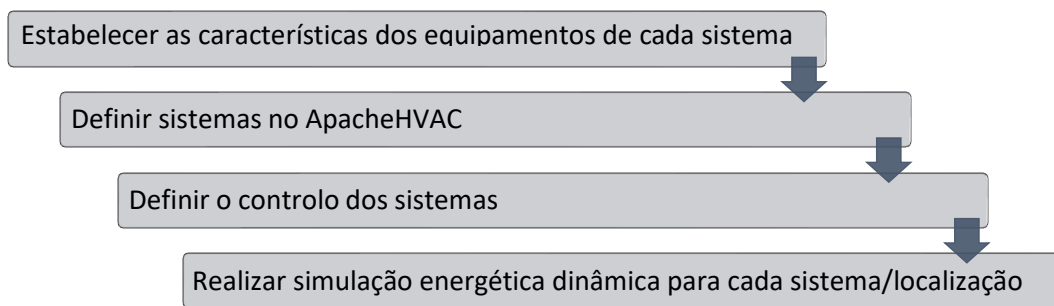 Estabelecer as características dos equipamentos de cada sistema
Definir sistemas no ApacheHVAC
Definir o controlo dos sistemas
Realizar simulação energética dinâmica para cada sistema/localização